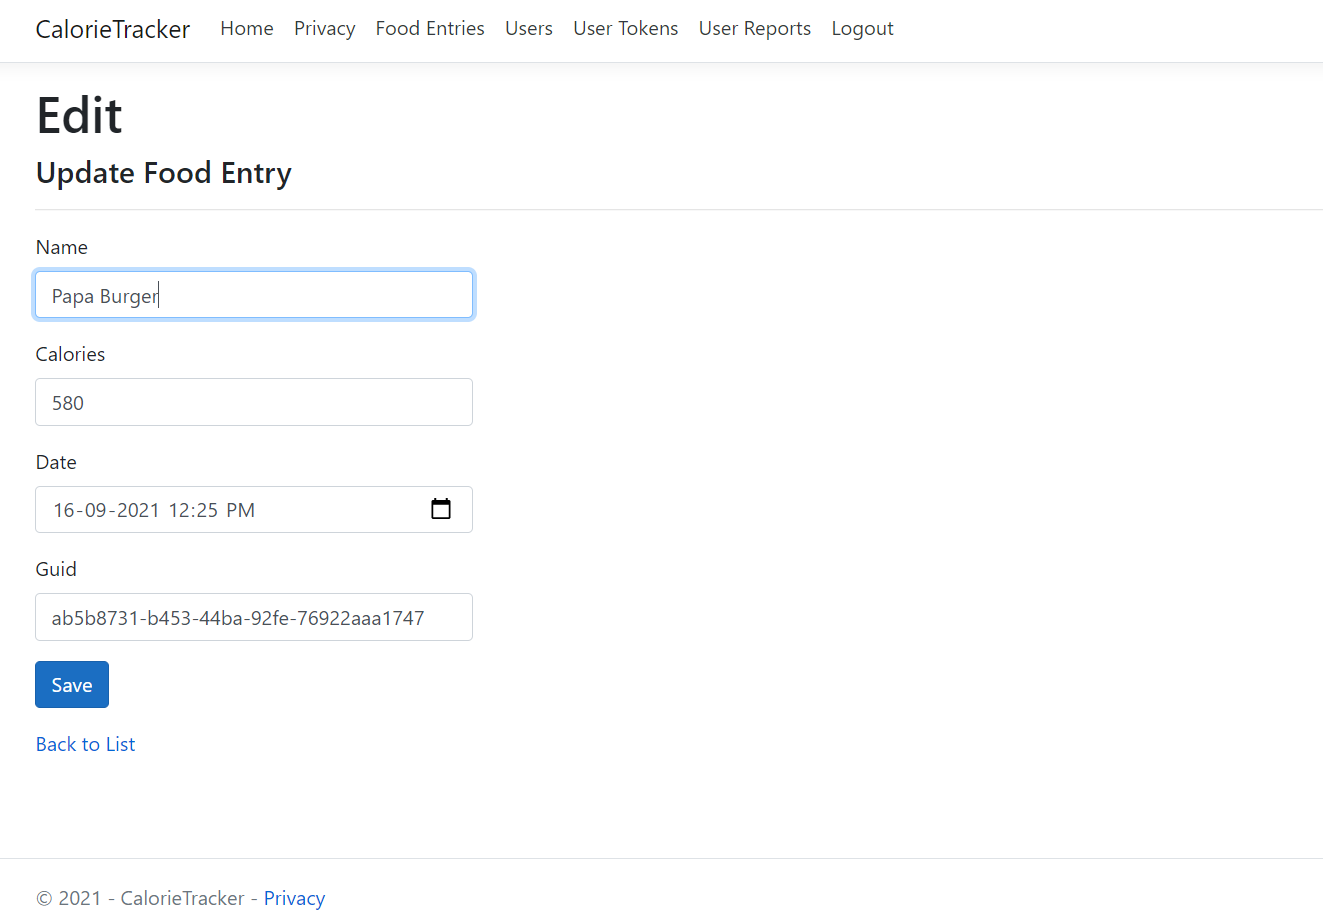 CalorieTracker Home Privacy Food Entries Users User Tokens User Reports Logout
Edit
Update Food Entry
Name
Papa Burger
Calories
580
Date
16-09-2021 12:25 PM
Guid
ab5b8731-b453-44ba-92fe-76922aaa1747
Save
Back to List
© 2021 - CalorieTracker - Privacy